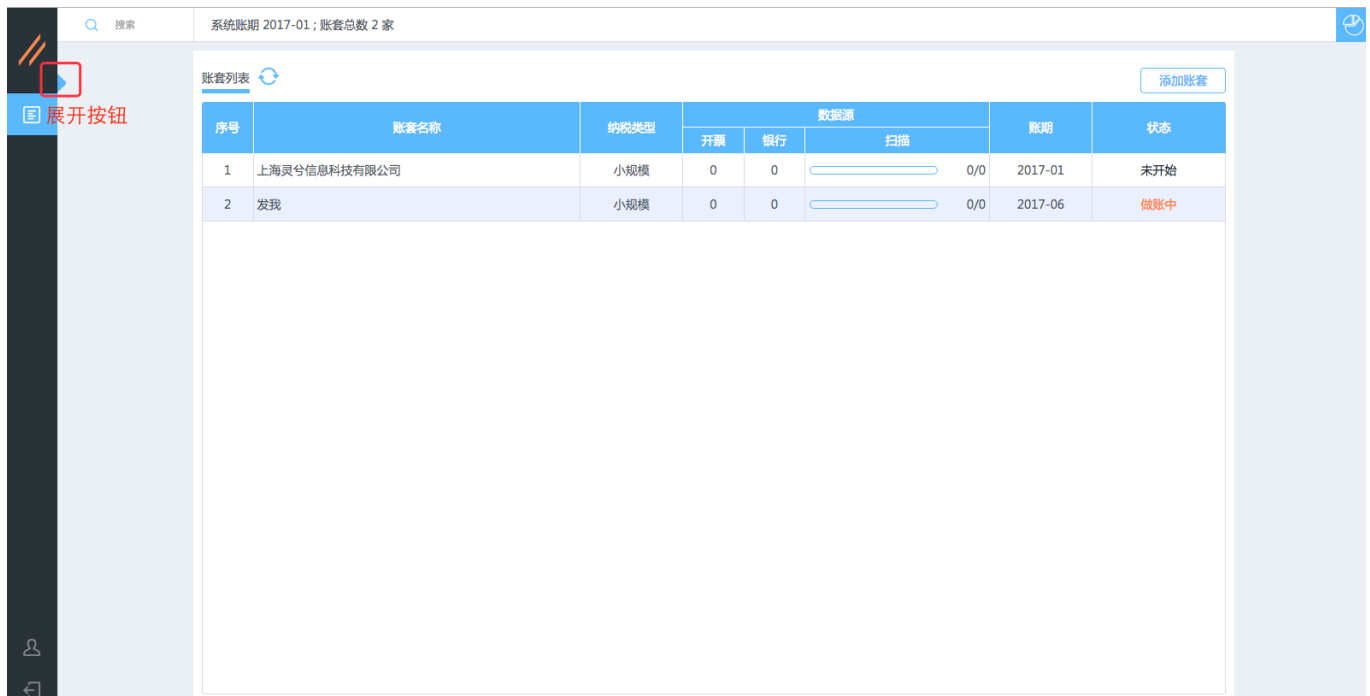 搜索
系统账期 2017-01 ; 账套总数 2 家
展开按钮
账套列表
添加账套
序号 账套名称 纳税类型 数据源 账期 状态
开票 银行 扫描
1 上海灵兮信息科技有限公司 小规模 0 0 0/0 2017-01 未开始
2 发我 小规模 0 0 0/0 2017-06 做账中